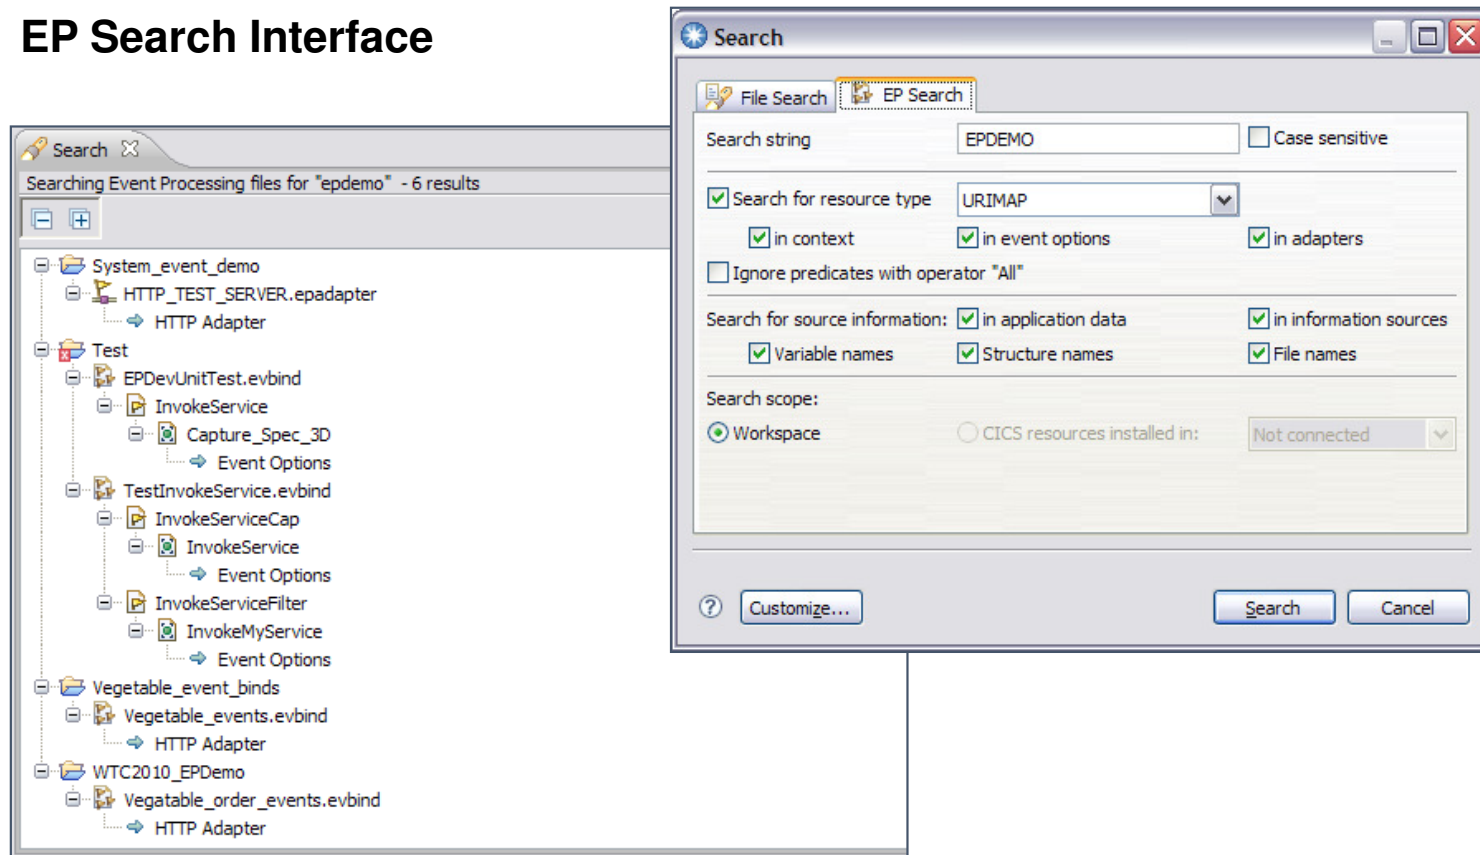 EP Search Interface
Search
Searching Event Processing files for "epdemo" - 6 results
System_event_demo
HTTP_TEST_SERVER.epadapter
HTTP Adapter
Test
EPDevUnitTest.evbind
InvokeService
Capture_Spec_3D
Event Options
TestInvokeService.evbind
InvokeServiceCap
InvokeService
Event Options
InvokeServiceFilter
InvokeMyService
Event Options
Vegetable_event_binds
Vegetable_events.evbind
HTTP Adapter
WTC2010_EPDemo
Vegatable_order_events.evbind
HTTP Adapter
Search
File Search EP Search
Search string EPDEMO Case sensitive
Search for resource type URIMAP
in context in event options in adapters
Ignore predicates with operator "All"
Search for source information: in application data in information sources
Variable names Structure names File names
Search scope:
Workspace CICS resources installed in: Not connected
? Customize... Search Cancel